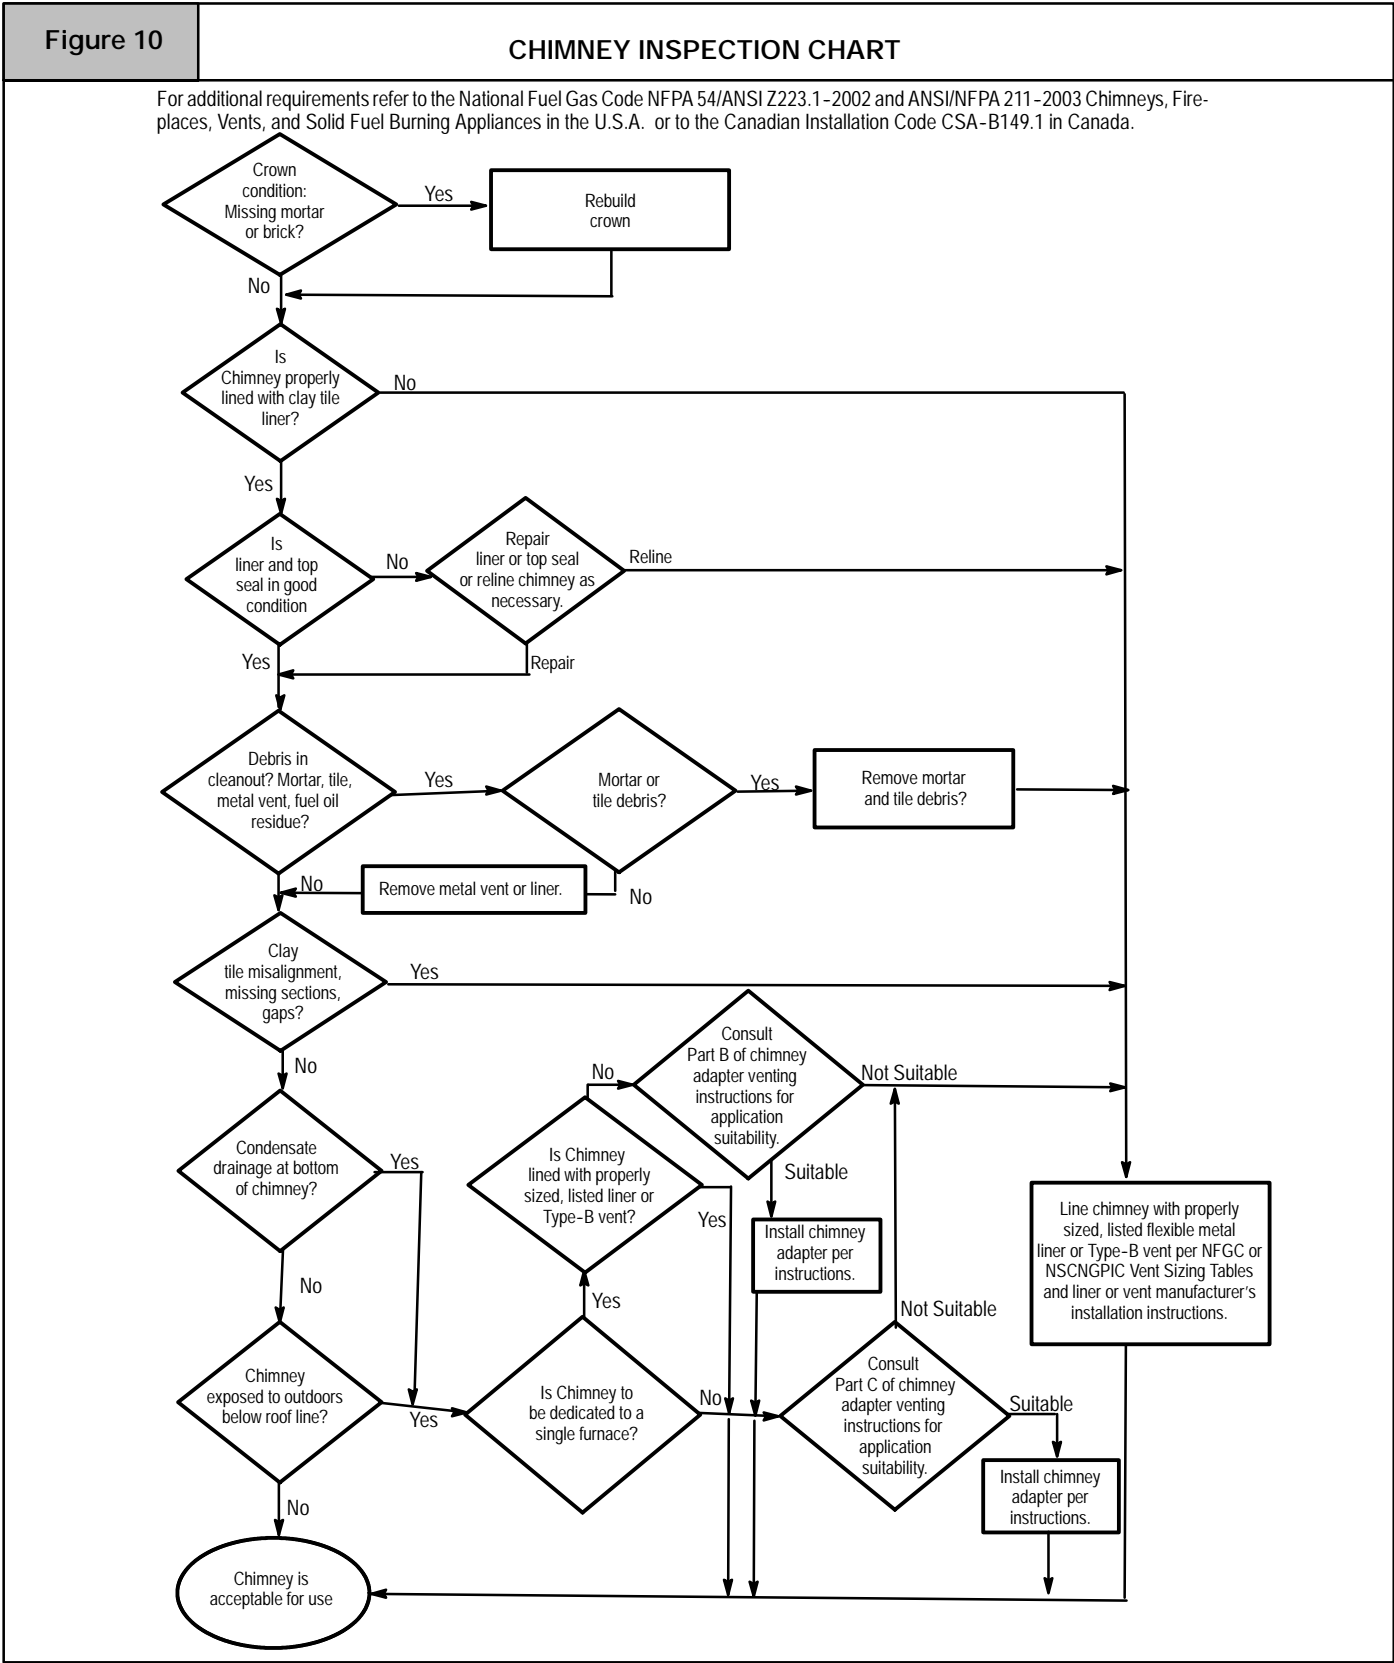 Figure 10
CHIMNEY INSPECTION CHART
For additional requirements refer to the National Fuel Gas Code NFPA 54/ANSI Z223.1-2002 and ANSI/NFPA 211-2003 Chimneys, Fire-
places, Vents, and Solid Fuel Burning Appliances in the U.S.A. or to the Canadian Installation Code CSA-B149.1 in Canada.
Crown
condition:
Missing mortar
or brick?
Yes
Rebuild
crown
No
Is
Chimney properly
lined with clay tile
liner?
No
Yes
Is
liner and top
seal in good
condition
No
Repair
liner or top seal
or reline chimney as
necessary.
Reline
Yes
Repair
Debris in
cleanout? Mortar, tile,
metal vent, fuel oil
residue?
Yes
Mortar or
tile debris?
Yes
Remove mortar
and tile debris?
No
Remove metal vent or liner.
No
Clay
tile misalignment,
missing sections,
gaps?
Yes
No
Consult
Part B of chimney
adapter venting
instructions for
application
suitability.
No
Not Suitable
Suitable
Condensate
drainage at bottom
of chimney?
Yes
Is Chimney
lined with properly
sized, listed liner or
Type-B vent?
Yes
Install chimney
adapter per
instructions.
Line chimney with properly
sized, listed flexible metal
liner or Type-B vent per NFGC or
NSCNGPIC Vent Sizing Tables
and liner or vent manufacturer's
installation instructions.
No
Yes
Not Suitable
Chimney
exposed to outdoors
below roof line?
Yes
Is Chimney to
be dedicated to a
single furnace?
No
Consult
Part C of chimney
adapter venting
instructions for
application
suitability.
Suitable
Install chimney
adapter per
instructions.
No
Chimney is
acceptable for use